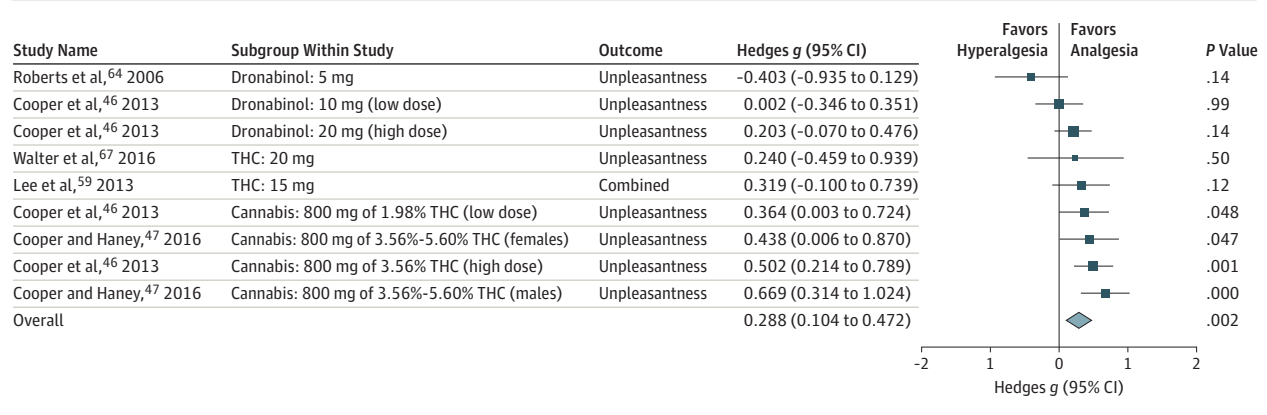 Favors Favors
Study Name Subgroup Within Study Outcome Hedges g (95% CI) Hyperalgesia Analgesia P Value
Roberts et al,64 2006 Dronabinol: 5 mg Unpleasantness -0.403 (-0.935 to 0.129) .14
Cooper et al,46 2013 Dronabinol: 10 mg (low dose) Unpleasantness 0.002 (-0.346 to 0.351) .99
Cooper et al,46 2013 Dronabinol: 20 mg (high dose) Unpleasantness 0.203 (-0.070 to 0.476) .14
Walter et al,67 2016 THC: 20 mg Unpleasantness 0.240 (-0.459 to 0.939) .50
Lee et al,59 2013 THC: 15 mg Combined 0.319 (-0.100 to 0.739) .12
Cooper et al,46 2013 Cannabis: 800 mg of 1.98% THC (low dose) Unpleasantness 0.364 (0.003 to 0.724) .048
Cooper and Haney,47 2016 Cannabis: 800 mg of 3.56%-5.60% THC (females) Unpleasantness 0.438 (0.006 to 0.870) .047
Cooper et al,46 2013 Cannabis: 800 mg of 3.56% THC (high dose) Unpleasantness 0.502 (0.214 to 0.789) .001
Cooper and Haney,47 2016 Cannabis: 800 mg of 3.56%-5.60% THC (males) Unpleasantness 0.669 (0.314 to 1.024) .000
Overall 0.288 (0.104 to 0.472) .002
-2 1 0 1 2
Hedges g (95% CI)